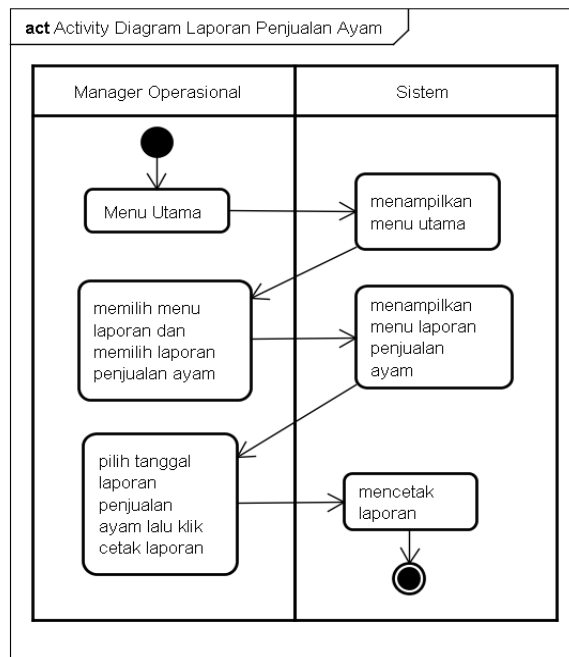 act Activity Diagram Laporan Penjualan Ayam
Manager Operasional
Sistem
Menu Utama
menampilkan
menu utama
memilih menu
laporan dan
memilih laporan
penjualan ayam
menampilkan
menu laporan
penjualan
ayam
pilih tanggal
laporan
penjualan
ayam lalu klik
cetak laporan
mencetak
laporan